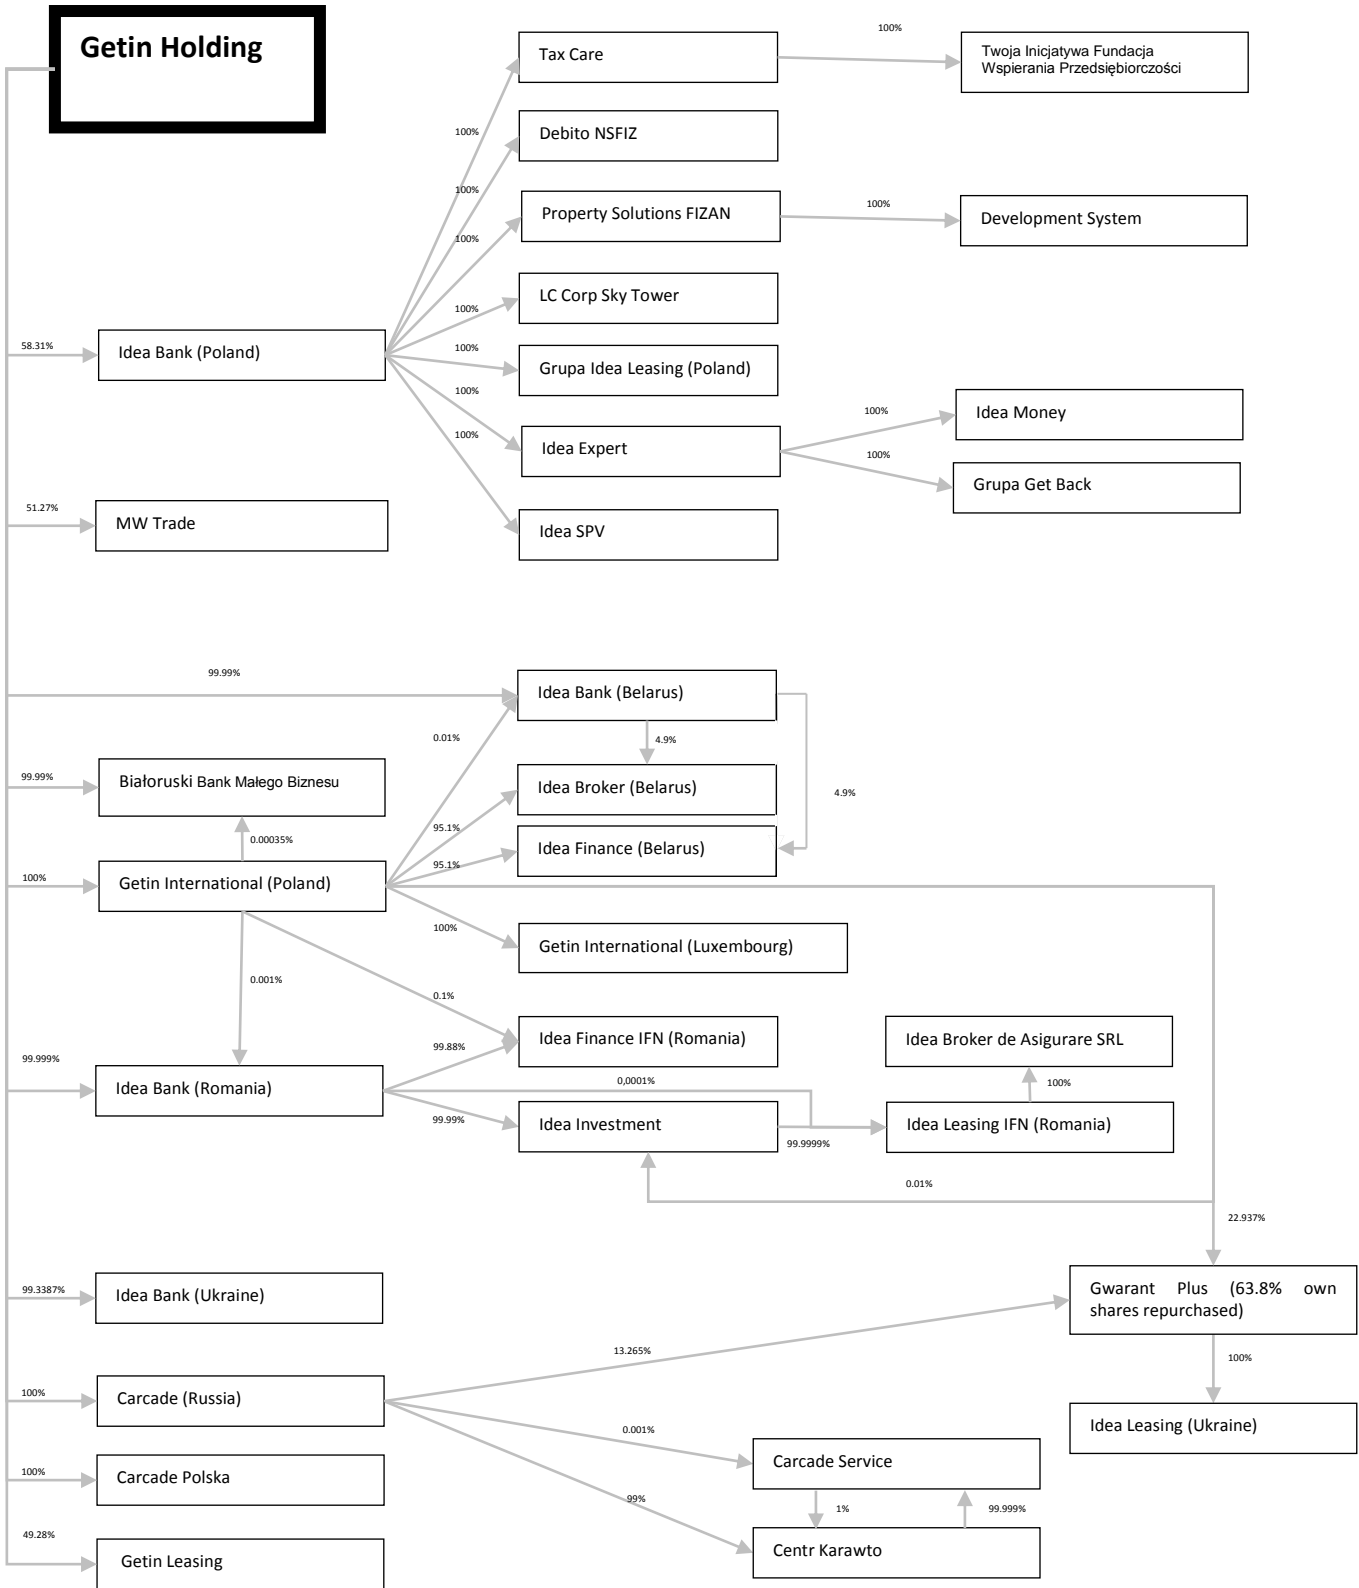 Getin Holding
Tax Care
100%
Twoja Inicjatywa Fundacja
Wspierania Przedsiębiorczości
100%
Debito NSFIZ
100%
Property Solutions FIZAN
100%
Development System
100%
LC Corp Sky Tower
100%
58.31%
Idea Bank (Poland)
100%
Grupa Idea Leasing (Poland)
100%
Idea Expert
100%
Idea Money
100%
Grupa Get Back
100%
Idea SPV
51.27%
MW Trade
99.99%
Idea Bank (Belarus)
0.01%
4.9%
99.99%
Białoruski Bank Małego Biznesu
Idea Broker (Belarus)
4.9%
95.1%
0.00035%
Idea Finance (Belarus)
95.1%
100%
Getin International (Poland)
100%
Getin International (Luxembourg)
0.001%
0.1%
Idea Finance IFN (Romania)
99.88%
Idea Broker de Asigurare SRL
99.999%
Idea Bank (Romania)
0,0001%
100%
99.99%
Idea Investment
99.9999%
Idea Leasing IFN (Romania)
0.01%
22.937%
99.3387%
Idea Bank (Ukraine)
Gwarant Plus (63.8% own
shares repurchased)
13.265%
100%
100%
Carcade (Russia)
Idea Leasing (Ukraine)
0.001%
Carcade Service
100%
Carcade Polska
99%
1%
99.999%
49.28%
Getin Leasing
Centr Karawto